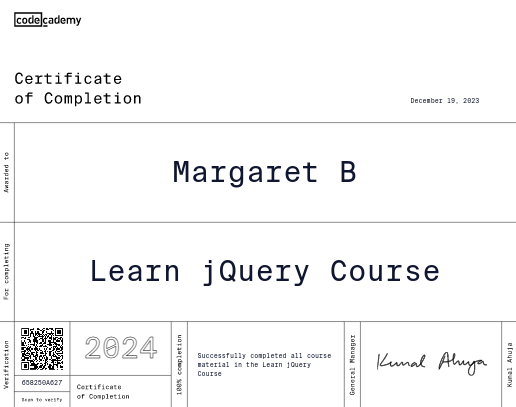 codecademy
Certificate
of Completion
December 19, 2023
Awarded to
Margaret B
For completing
Learn jQuery Course
Verification
658250A627
Scan to verify
2024
Certificate
of Completion
100% completion
Successfully completed all course
material in the Learn jQuery
Course
General Manager
Kunal Ahuja
Kunal Ahuja